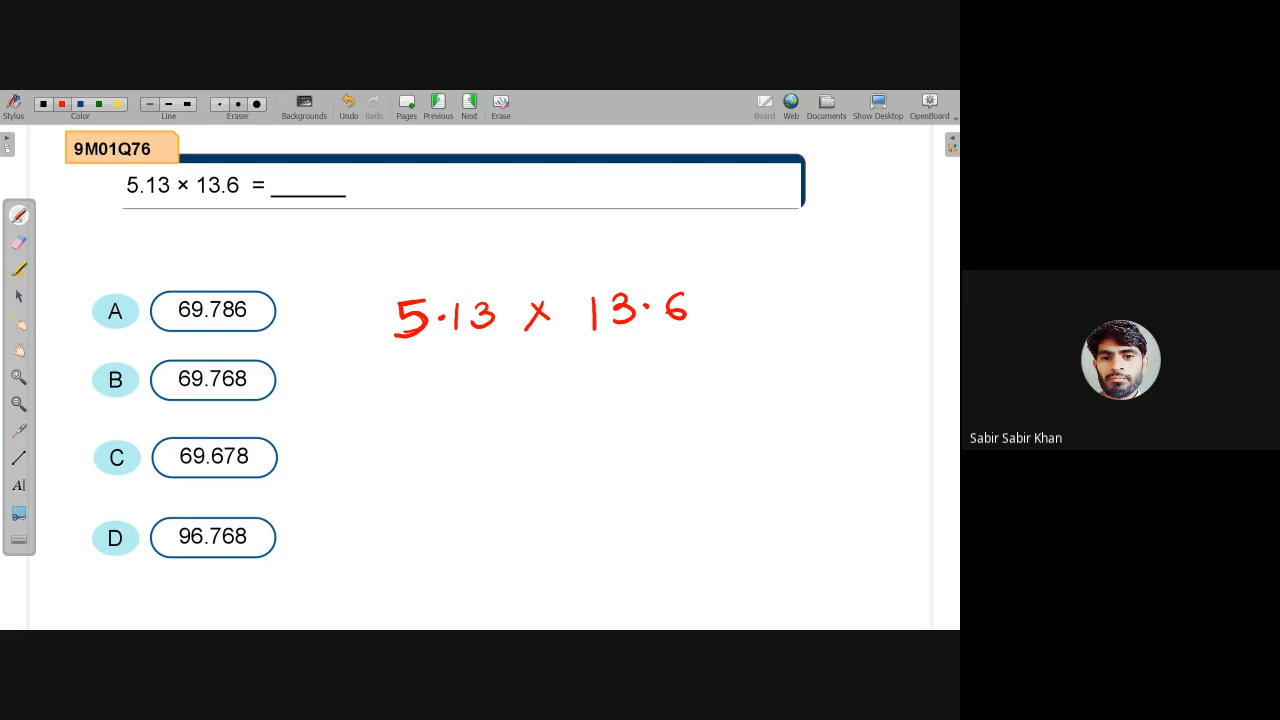 Stylus Color Line Eraser Backgrounds Undo Redo Pages Previous Next Erase Board Web Documents Show Desktop OpenBoard
9M01Q76
5.13 × 13.6 = ______
5.13 × 13.6
A 69.786
B 69.768
C 69.678
D 96.768
Sabir Sabir Khan